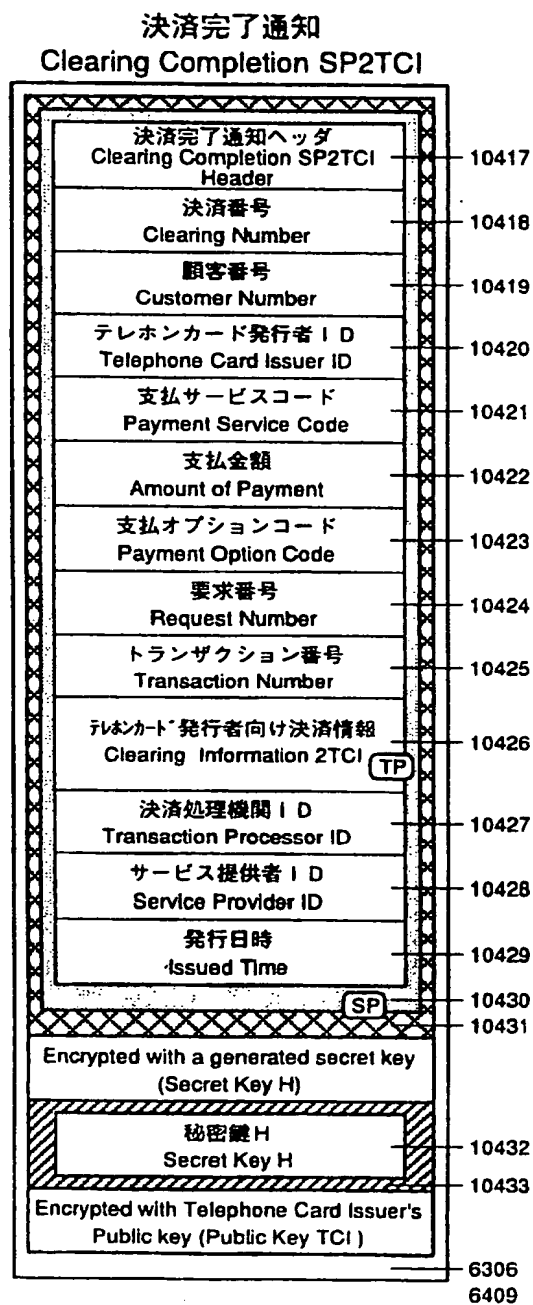 決済完了通知
Clearing Completion SP2TCI
決済完了通知ヘッダ
Clearing Completion SP2TCI
Header
10417
決済番号
Clearing Number
10418
顧客番号
Customer Number
10419
テレホンカード発行者ID
Telephone Card Issuer ID
10420
支払サービスコード
Payment Service Code
10421
支払金額
Amount of Payment
10422
支払オプションコード
Payment Option Code
10423
要求番号
Request Number
10424
トランザクション番号
Transaction Number
10425
テレホンカード発行者向け決済情報
Clearing Information 2TCI
TP
10426
決済処理機関ID
Transaction Processor ID
10427
サービス提供者ID
Service Provider ID
10428
発行日時
Issued Time
10429
SP
10430
10431
Encrypted with a generated secret key
(Secret Key H)
秘密鍵H
Secret Key H
10432
10433
Encrypted with Telephone Card Issuer's
Public key (Public Key TCI)
6306
6409